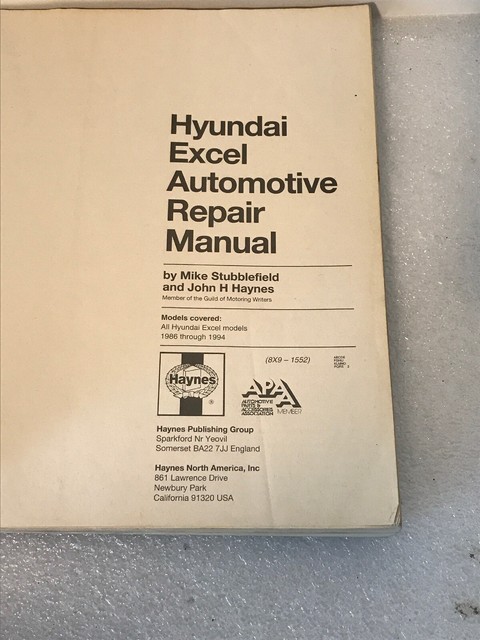 Hyundai
Excel
Automotive
Repair
Manual
by Mike Stubblefield
and John H Haynes
Member of the Guild of Motoring Writers
Models covered:
All Hyundai Excel models
1986 through 1994
(8X9 – 1552)
Haynes
®
APAA
AUTOMOTIVE
PARTS &
ACCESSORIES
ASSOCIATION
MEMBER
Haynes Publishing Group
Sparkford Nr Yeovil
Somerset BA22 7JJ England
Haynes North America, Inc
861 Lawrence Drive
Newbury Park
California 91320 USA